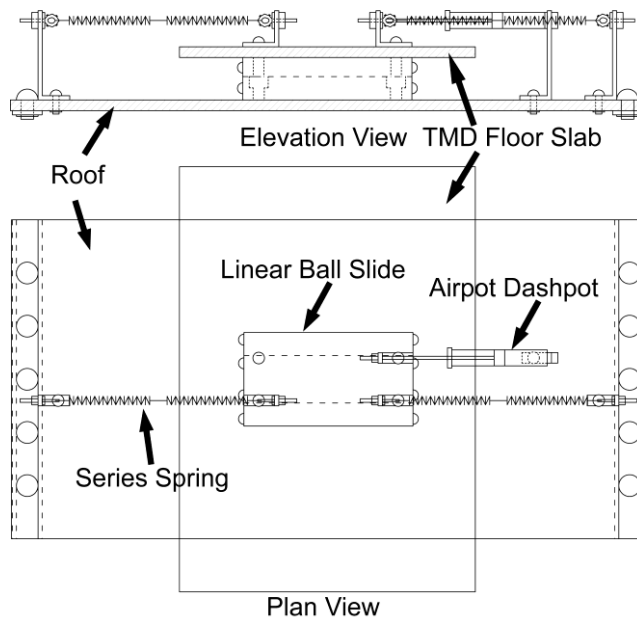 Elevation View TMD Floor Slab
Roof
Linear Ball Slide
Airpot Dashpot
Series Spring
Plan View